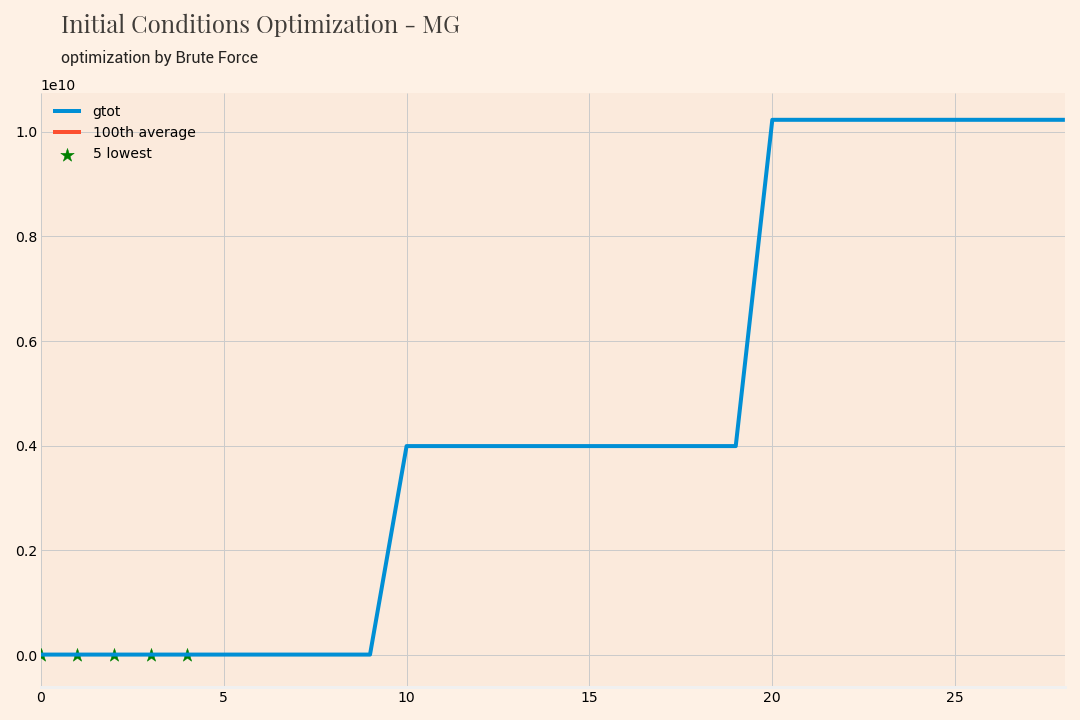 Initial Conditions Optimization - MG
optimization by Brute Force
1e10
gtot
100th average
5 lowest
1.0
0.8
0.6
0.4
0.2
0.0
0 5 10 15 20 25